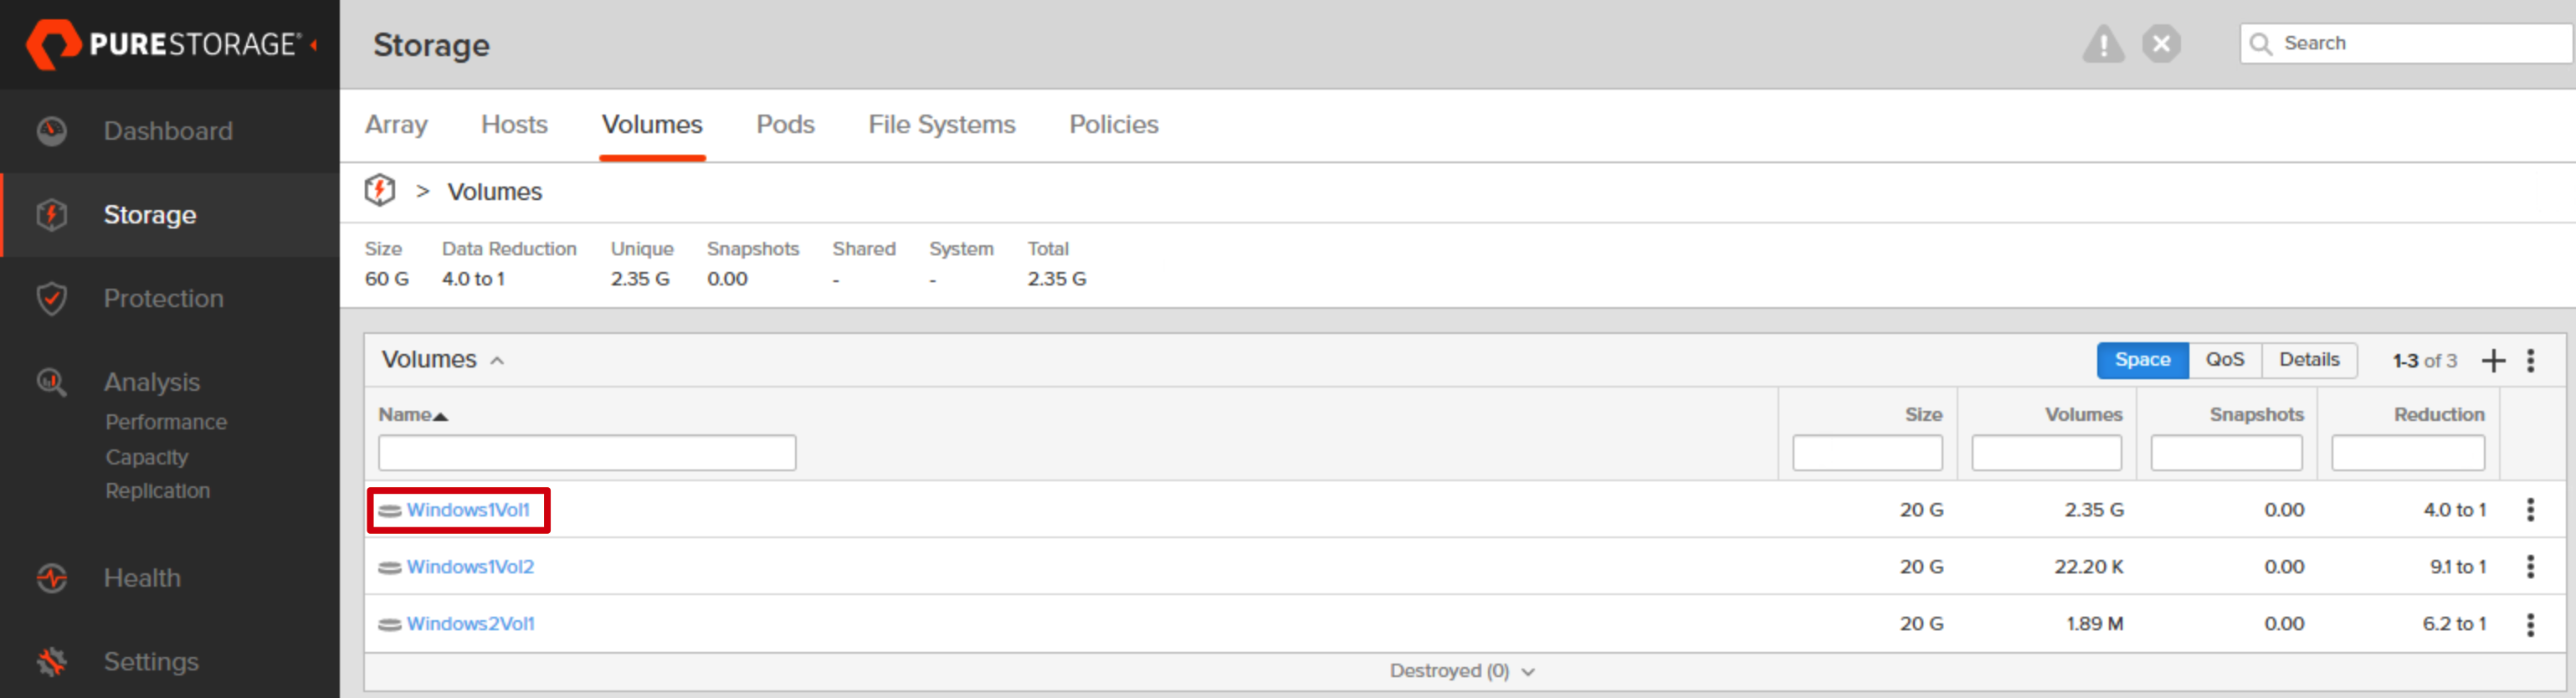 PURESTORAGE®
Storage
Search
Dashboard
Storage
Protection
Analysis
Performance
Capacity
Replication
Health
Settings
Array Hosts Volumes Pods File Systems Policies
> Volumes
Size Data Reduction Unique Snapshots Shared System Total
60 G 4.0 to 1 2.35 G 0.00 - - 2.35 G
Volumes
Space QoS Details 1-3 of 3
Name Size Volumes Snapshots Reduction
Windows1Vol1 20 G 2.35 G 0.00 4.0 to 1
Windows1Vol2 20 G 22.20 K 0.00 9.1 to 1
Windows2Vol1 20 G 1.89 M 0.00 6.2 to 1
Destroyed (0)